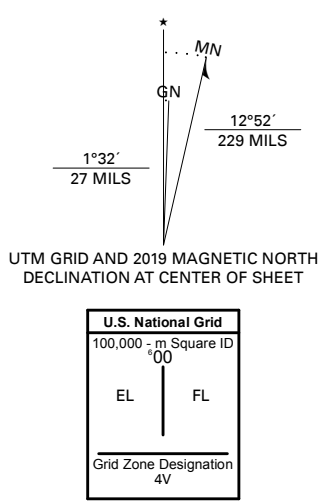 ★
MN
GN
12°52´
229 MILS
1°32´
27 MILS
UTM GRID AND 2019 MAGNETIC NORTH
DECLINATION AT CENTER OF SHEET
U.S. National Grid
100,000 - m Square ID
⁶00
EL FL
Grid Zone Designation
4V